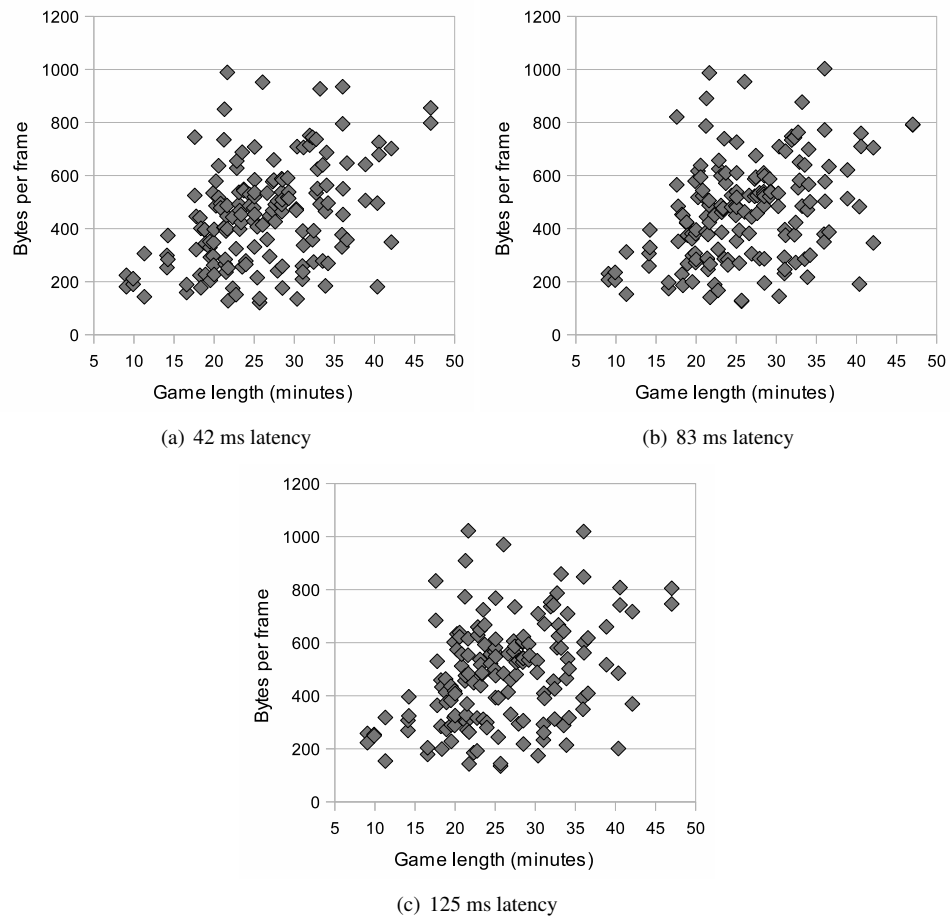 1200
1000
800
600
400
200
0
Bytes per frame
5 10 15 20 25 30 35 40 45 50
Game length (minutes)
(a) 42 ms latency
1200
1000
800
600
400
200
0
Bytes per frame
5 10 15 20 25 30 35 40 45 50
Game length (minutes)
(b) 83 ms latency
1200
1000
800
600
400
200
0
Bytes per frame
5 10 15 20 25 30 35 40 45 50
Game length (minutes)
(c) 125 ms latency